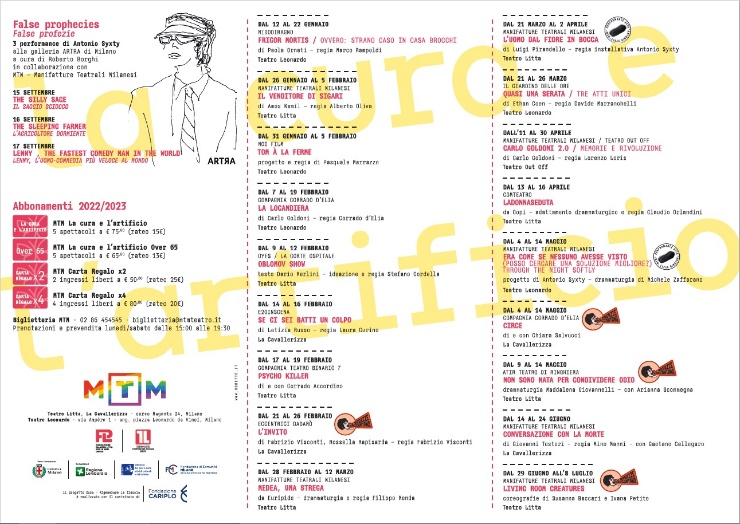 la cura e
l'artificio
False prophecies
False profezie
3 performance di Antonio Syxty
alla galleria ARTRA di Milano
a cura di Roberto Borghi
in collaborazione con
MTM - Manifatture Teatrali Milanesi
15 SETTEMBRE
THE SILLY SAGE
IL SAGGIO SCIOCCO
16 SETTEMBRE
THE SLEEPING FARMER
L'AGRICOLTORE DORMIENTE
17 SETTEMBRE
LENNY, THE FASTEST COMEDY MAN IN THE WORLD
LENNY, L'UOMO-COMMEDIA PIÙ VELOCE AL MONDO
ARTRA
Abbonamenti 2022/2023
LA CURA
E L'ARTIFICIO
MTM La cura e l'artificio
5 spettacoli a € 75,00 (rateo 15€)
Over 65
MTM La cura e l'artificio Over 65
5 spettacoli a € 65,00 (rateo 13€)
CARTA
REGALO x2
MTM Carta Regalo x2
2 ingressi liberi a € 50,00 (rateo 25€)
CARTA
REGALO x4
MTM Carta Regalo x4
4 ingressi liberi a € 80,00 (rateo 20€)
Biglietteria MTM - 02 86 454545 - biglietteria@mtmteatro.it
Prenotazioni e prevendita lunedì/sabato dalle 15:00 alle 19:30
MTM
Teatro Litta, La Cavallerizza - corso Magenta 24, Milano
Teatro Leonardo - via Ampère 1 - ang. piazza Leonardo da Vinci, Milano
Milano
Regione Lombardia
Fondazione di Comunità
Milano
Fondazione
CARIPLO
DAL 12 AL 22 GENNAIO
FRIGOR MORTIS / OVVERO: STRANO CASO IN CASA BROCCHI
di Paola Ornati - regia Marco Rampoldi
Teatro Leonardo
DAL 26 GENNAIO AL 5 FEBBRAIO
MANIFATTURE TEATRALI MILANESI
IL VENDITORE DI SIGARI
di Amos Kamil - regia Alberto Oliva
Teatro Litta
DAL 31 GENNAIO AL 5 FEBBRAIO
NOI FILM
TOM À LA FERME
progetto e regia di Pasquale Marrazzo
Teatro Leonardo
DAL 7 AL 19 FEBBRAIO
COMPAGNIA CORRADO D'ELIA
LA LOCANDIERA
di Carlo Goldoni - regia Corrado d'Elia
Teatro Leonardo
DAL 9 AL 12 FEBBRAIO
OYES / LA CORTE OSPITALE
OBLOMOV SHOW
testo Dario Merlini - ideazione e regia Stefano Cordella
Teatro Litta
DAL 14 AL 16 FEBBRAIO
SE CI SEI BATTI UN COLPO
di Letizia Russo - regia Laura Curino
La Cavallerizza
DAL 17 AL 19 FEBBRAIO
COMPAGNIA TEATRO BINARIO 7
PSYCHO KILLER
di e con Corrado Accordino
Teatro Litta
DAL 21 AL 26 FEBBRAIO
ECCENTRICI DADARÒ
L'INVITO
di Fabrizio Visconti, Rossella Rapisarda - regia Fabrizio Visconti
La Cavallerizza
DAL 28 FEBBRAIO AL 12 MARZO
MANIFATTURE TEATRALI MILANESI
MEDEA, UNA STREGA
da Euripide - drammaturgia e regia Filippo Renda
Teatro Litta
DAL 21 MARZO AL 2 APRILE
MANIFATTURE TEATRALI MILANESI
L'UOMO DAL FIORE IN BOCCA
di Luigi Pirandello - regia installativa Antonio Syxty
Teatro Litta
DAL 21 AL 26 MARZO
IL GIARDINO DELLE ORE
QUASI UNA SERATA / TRE ATTI UNICI
di Ethan Coen - regia Davide Marranchelli
Teatro Leonardo
DALL'11 AL 30 APRILE
MANIFATTURE TEATRALI MILANESI / TEATRO OUT OFF
CARLO GOLDONI 2.0 / MEMORIE E RIVOLUZIONE
di Carlo Goldoni - regia Lorenzo Loris
Teatro Out Off
DAL 13 AL 16 APRILE
LADONNASEDUTA
da Copi - adattamento drammaturgico e regia Claudio Orlandini
Teatro Litta
DAL 4 AL 14 MAGGIO
MANIFATTURE TEATRALI MILANESI
ERA COME SE NESSUNO AVESSE VISTO
(POSSO CERCARE UNA SOLUZIONE MIGLIORE?)
THROUGH THE NIGHT SOFTLY
progetto di Antonio Syxty - drammaturgia di Michele Zaffarano
Teatro Leonardo
DAL 4 AL 14 MAGGIO
COMPAGNIA CORRADO D'ELIA
CIRCE
di e con Chiara Salvucci
La Cavallerizza
DAL 9 AL 14 MAGGIO
ATIR TEATRO DI RINGHIERA
NON SONO NATA PER CONDIVIDERE ODIO
drammaturgia Maddalena Giovannelli - con Arianna Scommegna
Teatro Litta
DAL 14 AL 24 GIUGNO
MANIFATTURE TEATRALI MILANESI
CONVERSAZIONE CON LA MORTE
di Giovanni Testori - regia Mino Manni - con Gaetano Callegaro
La Cavallerizza
DAL 29 GIUGNO ALL'8 LUGLIO
MANIFATTURE TEATRALI MILANESI
LIVING ROOM CREATURES
coreografie di Susanna Baccari e Ivana Petito
Teatro Litta